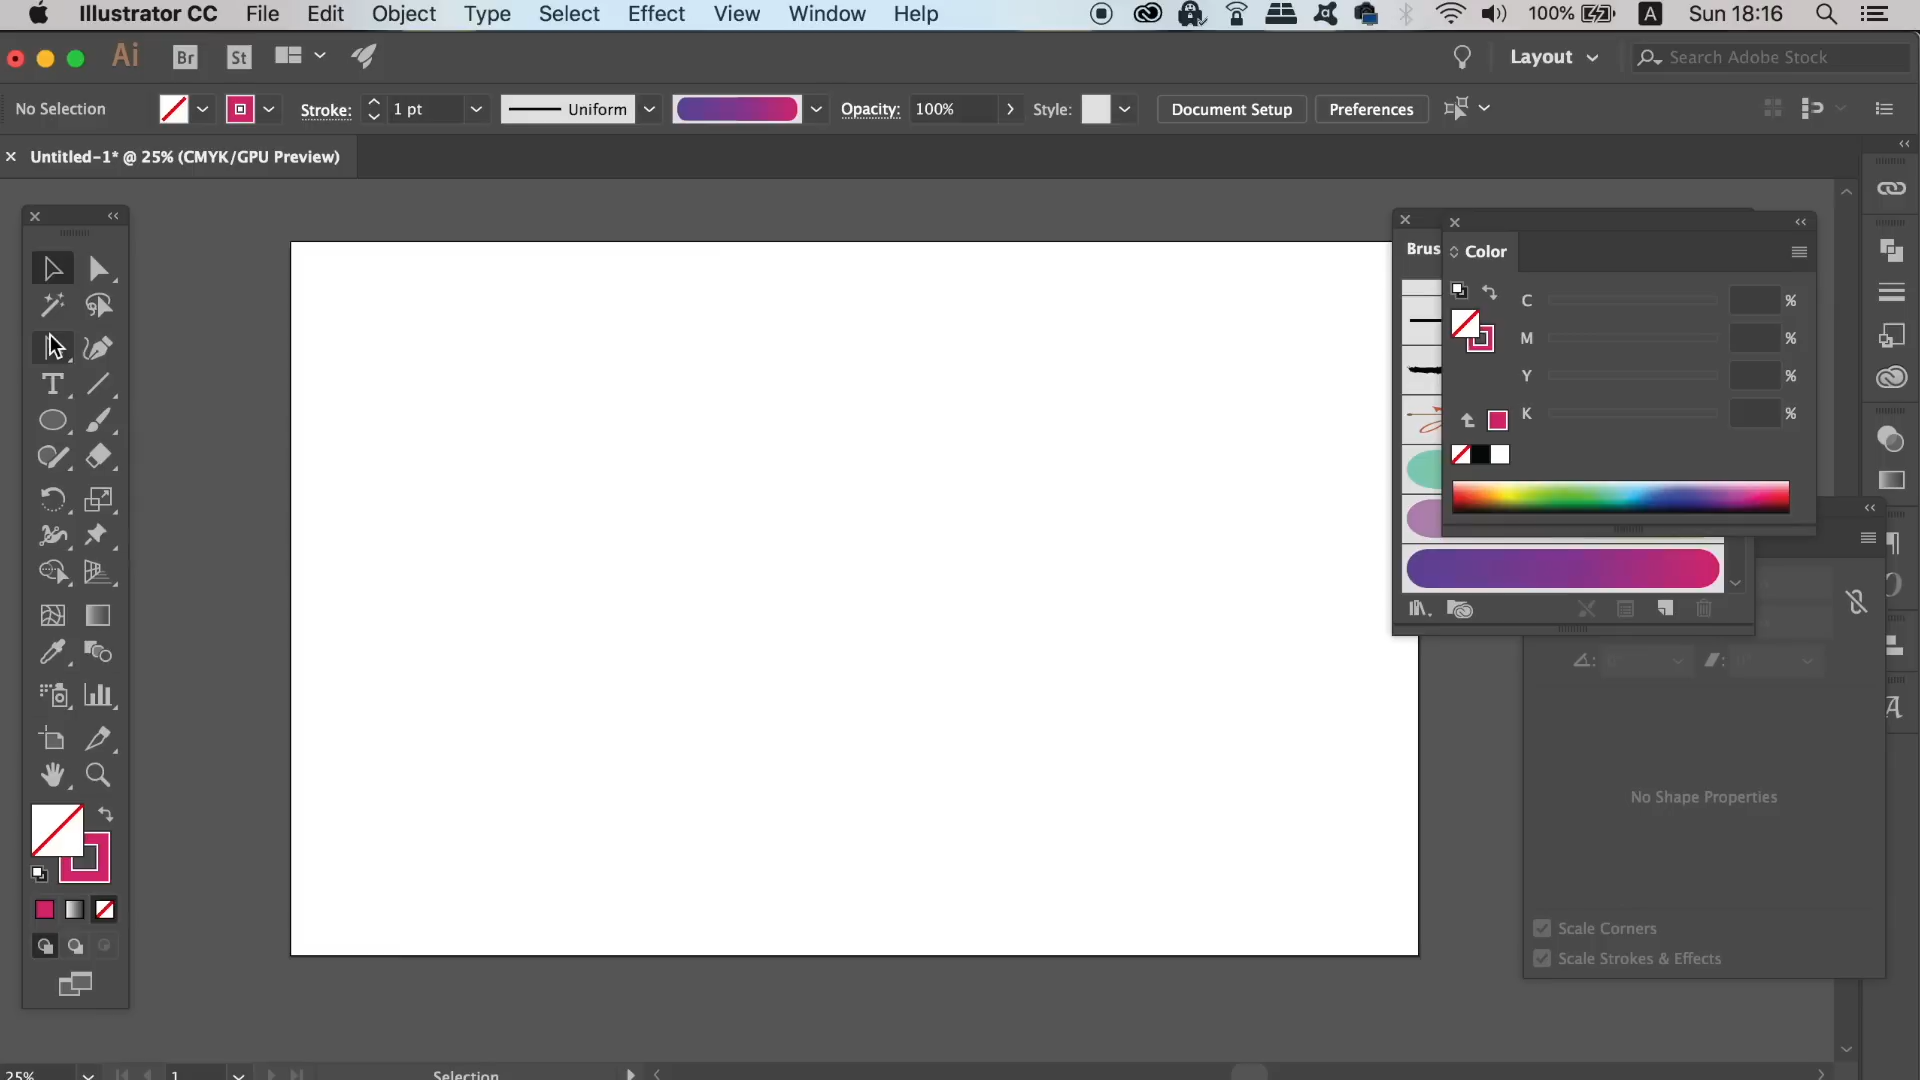 Illustrator CC File Edit Object Type Select Effect View Window Help 100% A Sun 18:16
Ai Br St Layout Search Adobe Stock
No Selection Stroke: 1 pt Uniform Opacity: 100% Style: Document Setup Preferences
× Untitled-1* @ 25% (CMYK/GPU Preview)
Brus
Color
C %
M %
Y %
K %
T
No Shape Properties
Scale Corners
Scale Strokes & Effects
25% 1 Selection